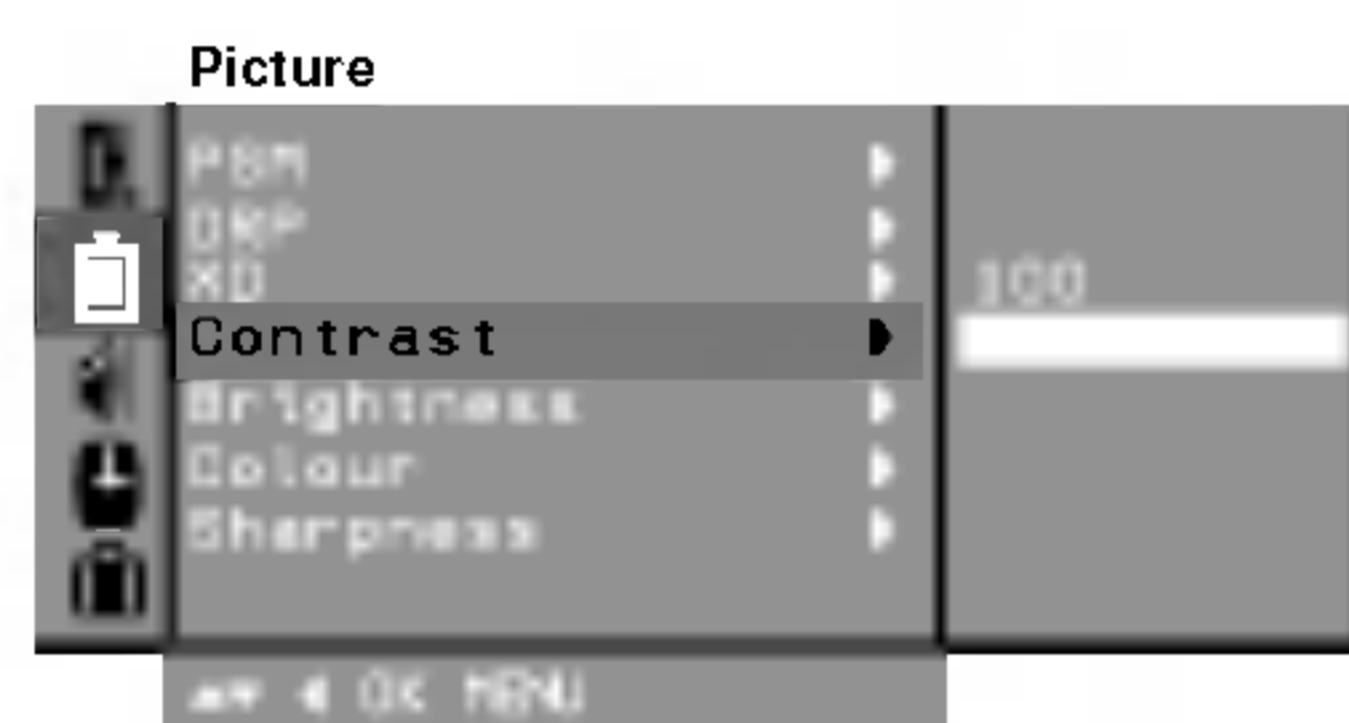 Picture
PSM
DRP
XD
100
Contrast
Brightness
Colour
Sharpness
OK MENU